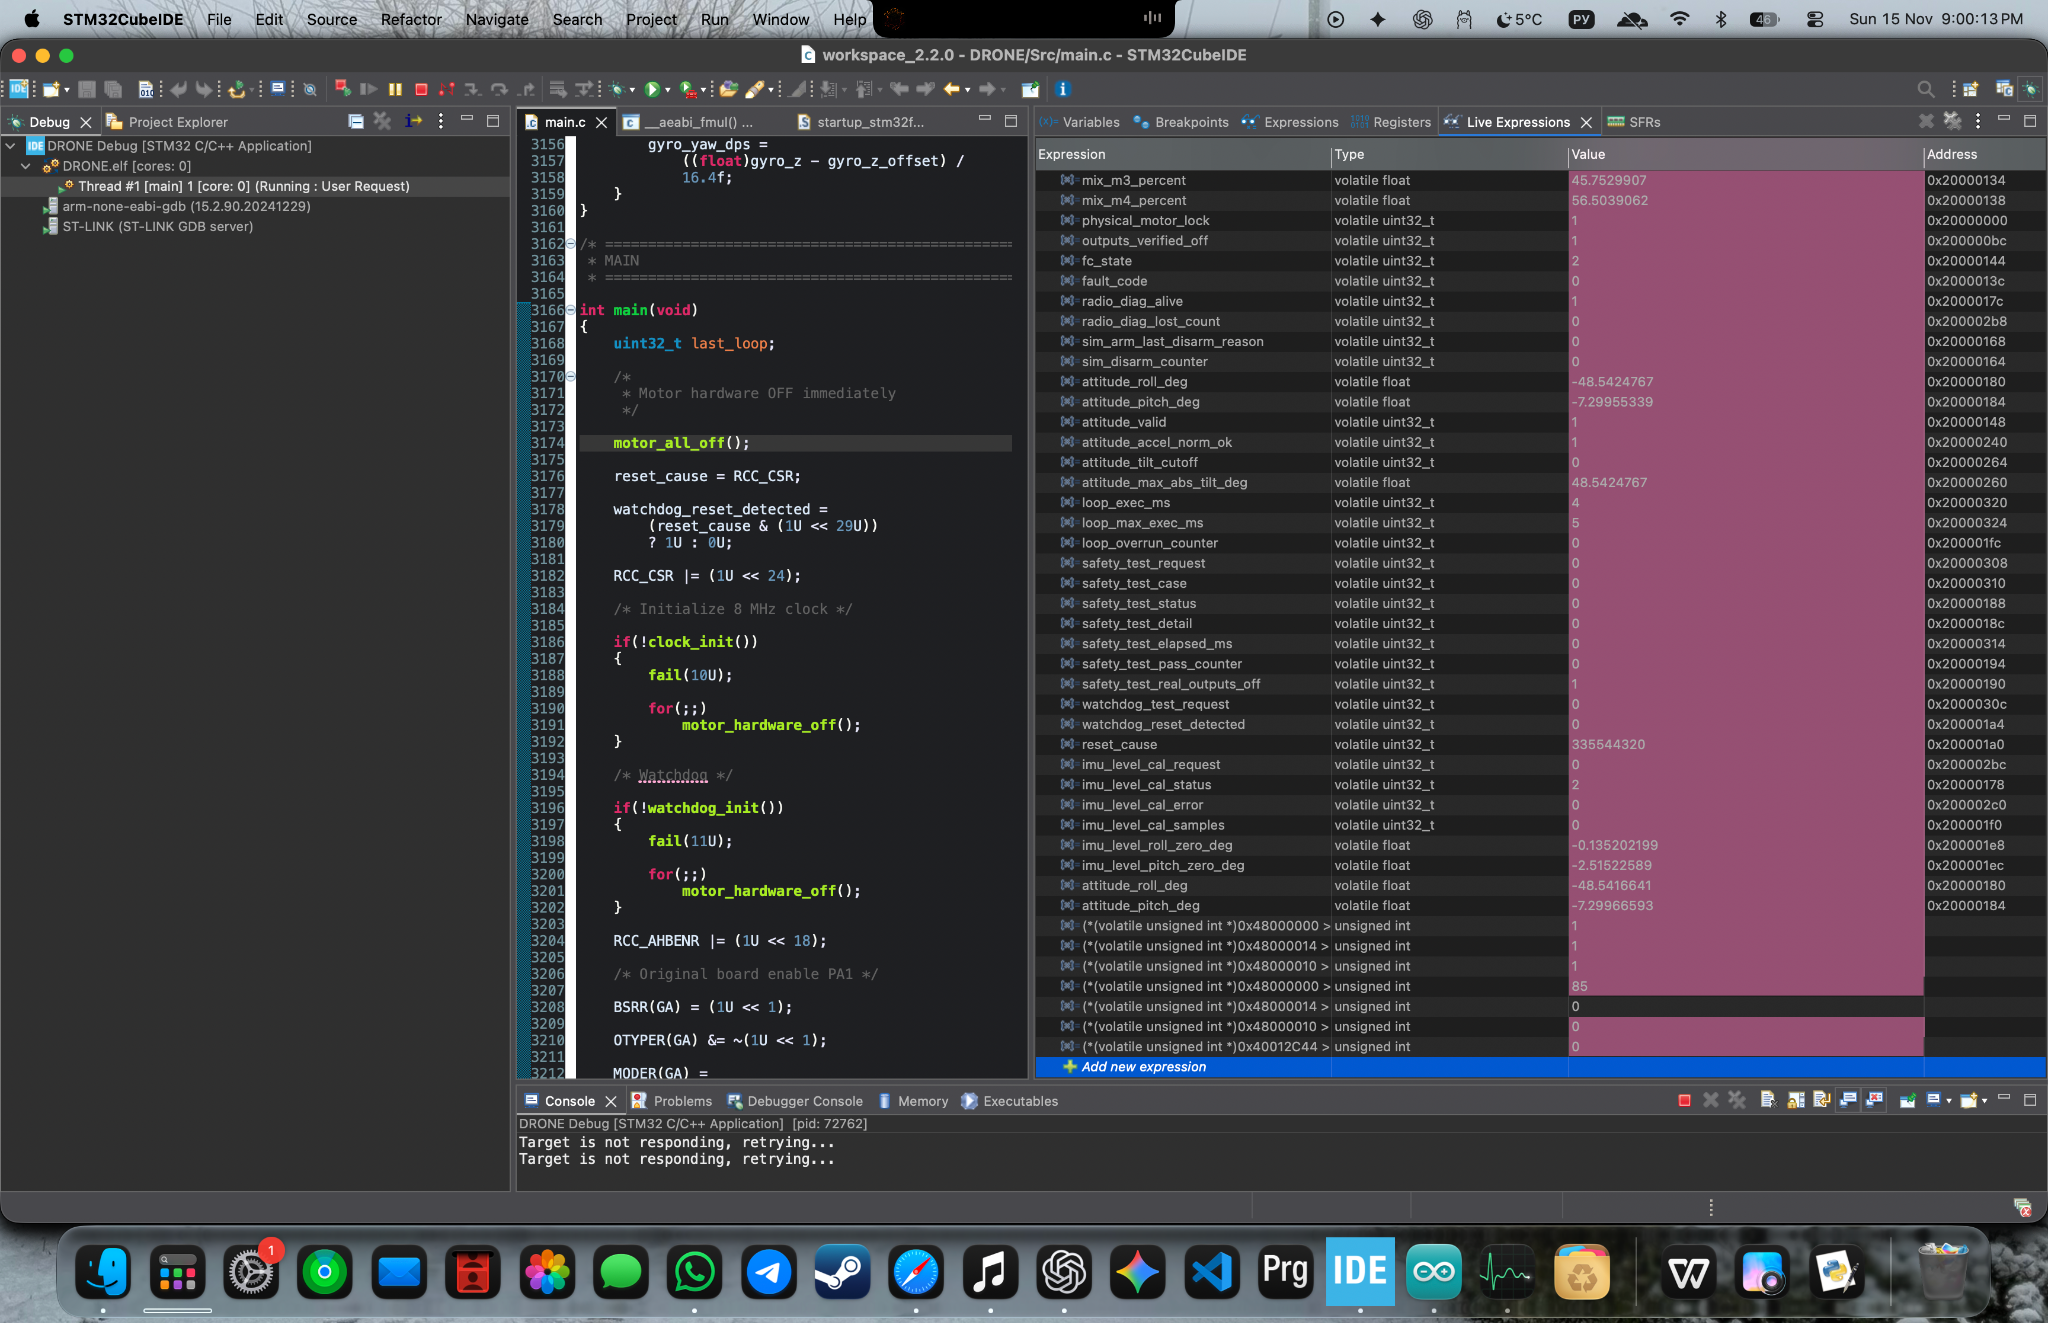 STM32CubeIDE File Edit Source Refactor Navigate Search Project Run Window Help 5°C РУ 46 Sun 15 Nov 9:00:13 PM
workspace_2.2.0 - DRONE/Src/main.c - STM32CubeIDE
Debug Project Explorer
DRONE Debug [STM32 C/C++ Application]
DRONE.elf [cores: 0]
Thread #1 [main] 1 [core: 0] (Running : User Request)
arm-none-eabi-gdb (15.2.90.20241229)
ST-LINK (ST-LINK GDB server)
main.c __aeabi_fmul() ... startup_stm32f...
3156 gyro_yaw_dps =
3157 ((float)gyro_z - gyro_z_offset) /
3158 16.4f;
3159 }
3160 }
3161
3162 /* ================================================
3163 * MAIN
3164 * ================================================
3165
3166 int main(void)
3167 {
3168 uint32_t last_loop;
3169
3170 /*
3171 * Motor hardware OFF immediately
3172 */
3173
3174 motor_all_off();
3175
3176 reset_cause = RCC_CSR;
3177
3178 watchdog_reset_detected =
3179 (reset_cause & (1U << 29U))
3180 ? 1U : 0U;
3181
3182 RCC_CSR |= (1U << 24);
3183
3184 /* Initialize 8 MHz clock */
3185
3186 if(!clock_init())
3187 {
3188 fail(10U);
3189
3190 for(;;)
3191 motor_hardware_off();
3192 }
3193
3194 /* Watchdog */
3195
3196 if(!watchdog_init())
3197 {
3198 fail(11U);
3199
3200 for(;;)
3201 motor_hardware_off();
3202 }
3203
3204 RCC_AHBENR |= (1U << 18);
3205
3206 /* Original board enable PA1 */
3207
3208 BSRR(GA) = (1U << 1);
3209
3210 OTYPER(GA) &= ~(1U << 1);
3211
3212 MODER(GA) =
Variables Breakpoints Expressions Registers Live Expressions SFRs
Expression Type Value Address
mix_m3_percent volatile float 45.7529907 0x20000134
mix_m4_percent volatile float 56.5039062 0x20000138
physical_motor_lock volatile uint32_t 1 0x20000000
outputs_verified_off volatile uint32_t 1 0x200000bc
fc_state volatile uint32_t 2 0x20000144
fault_code volatile uint32_t 0 0x2000013c
radio_diag_alive volatile uint32_t 1 0x2000017c
radio_diag_lost_count volatile uint32_t 0 0x200002b8
sim_arm_last_disarm_reason volatile uint32_t 0 0x20000168
sim_disarm_counter volatile uint32_t 0 0x20000164
attitude_roll_deg volatile float -48.5424767 0x20000180
attitude_pitch_deg volatile float -7.29955339 0x20000184
attitude_valid volatile uint32_t 1 0x20000148
attitude_accel_norm_ok volatile uint32_t 1 0x20000240
attitude_tilt_cutoff volatile uint32_t 0 0x20000264
attitude_max_abs_tilt_deg volatile float 48.5424767 0x20000260
loop_exec_ms volatile uint32_t 4 0x20000320
loop_max_exec_ms volatile uint32_t 5 0x20000324
loop_overrun_counter volatile uint32_t 0 0x200001fc
safety_test_request volatile uint32_t 0 0x20000308
safety_test_case volatile uint32_t 0 0x20000310
safety_test_status volatile uint32_t 0 0x20000188
safety_test_detail volatile uint32_t 0 0x2000018c
safety_test_elapsed_ms volatile uint32_t 0 0x20000314
safety_test_pass_counter volatile uint32_t 0 0x20000194
safety_test_real_outputs_off volatile uint32_t 1 0x20000190
watchdog_test_request volatile uint32_t 0 0x2000030c
watchdog_reset_detected volatile uint32_t 0 0x200001a4
reset_cause volatile uint32_t 335544320 0x200001a0
imu_level_cal_request volatile uint32_t 0 0x200002bc
imu_level_cal_status volatile uint32_t 2 0x20000178
imu_level_cal_error volatile uint32_t 0 0x200002c0
imu_level_cal_samples volatile uint32_t 0 0x200001f0
imu_level_roll_zero_deg volatile float -0.135202199 0x200001e8
imu_level_pitch_zero_deg volatile float -2.51522589 0x200001ec
attitude_roll_deg volatile float -48.5416641 0x20000180
attitude_pitch_deg volatile float -7.29966593 0x20000184
(*(volatile unsigned int *)0x48000000 > unsigned int 1
(*(volatile unsigned int *)0x48000014 > unsigned int 1
(*(volatile unsigned int *)0x48000010 > unsigned int 1
(*(volatile unsigned int *)0x48000000 > unsigned int 85
(*(volatile unsigned int *)0x48000014 > unsigned int 0
(*(volatile unsigned int *)0x48000010 > unsigned int 0
(*(volatile unsigned int *)0x40012C44 > unsigned int 0
Add new expression
Console Problems Debugger Console Memory Executables
DRONE Debug [STM32 C/C++ Application] [pid: 72762]
Target is not responding, retrying...
Target is not responding, retrying...
1
Prg IDE